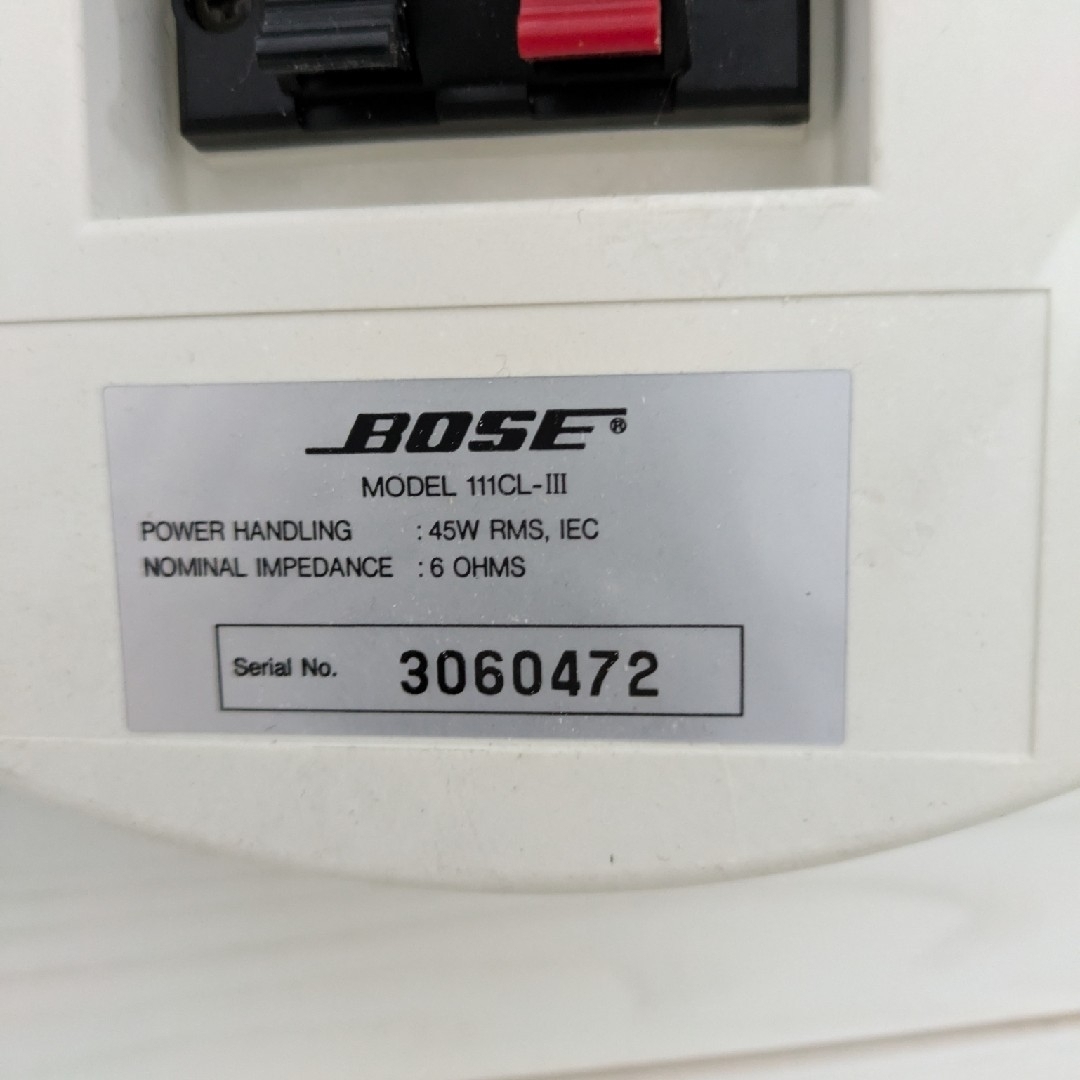 BOSE®
MODEL 111CL-III
POWER HANDLING : 45W RMS, IEC
NOMINAL IMPEDANCE : 6 OHMS
Serial No. 3060472